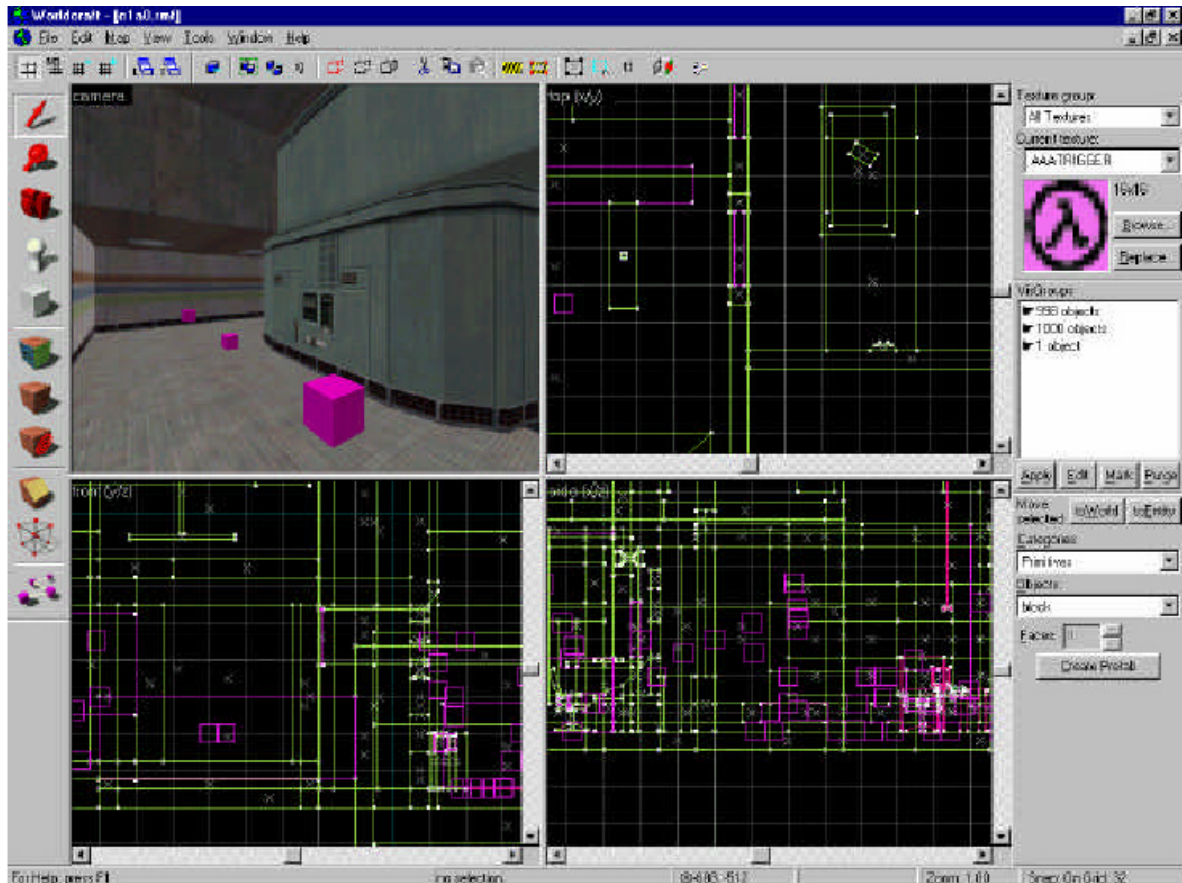 Worldcraft - [c1a0.rmf]
File Edit Map View Tools Window Help
camera
top (x/y)
Texture group:
All Textures
Current texture:
AAATRIGGER
16x16
Browse...
Replace...
VisGroups
998 objects
1000 objects
1 object
Apply Edit Mark Purge
front (y/z)
Move selected:
toWorld toEntity
Categories:
Primitives
Objects:
block
Faces:
Create Prefab
For Help, press F1
no selection.
Zoom: 1.00
Snap: On Grid: 32